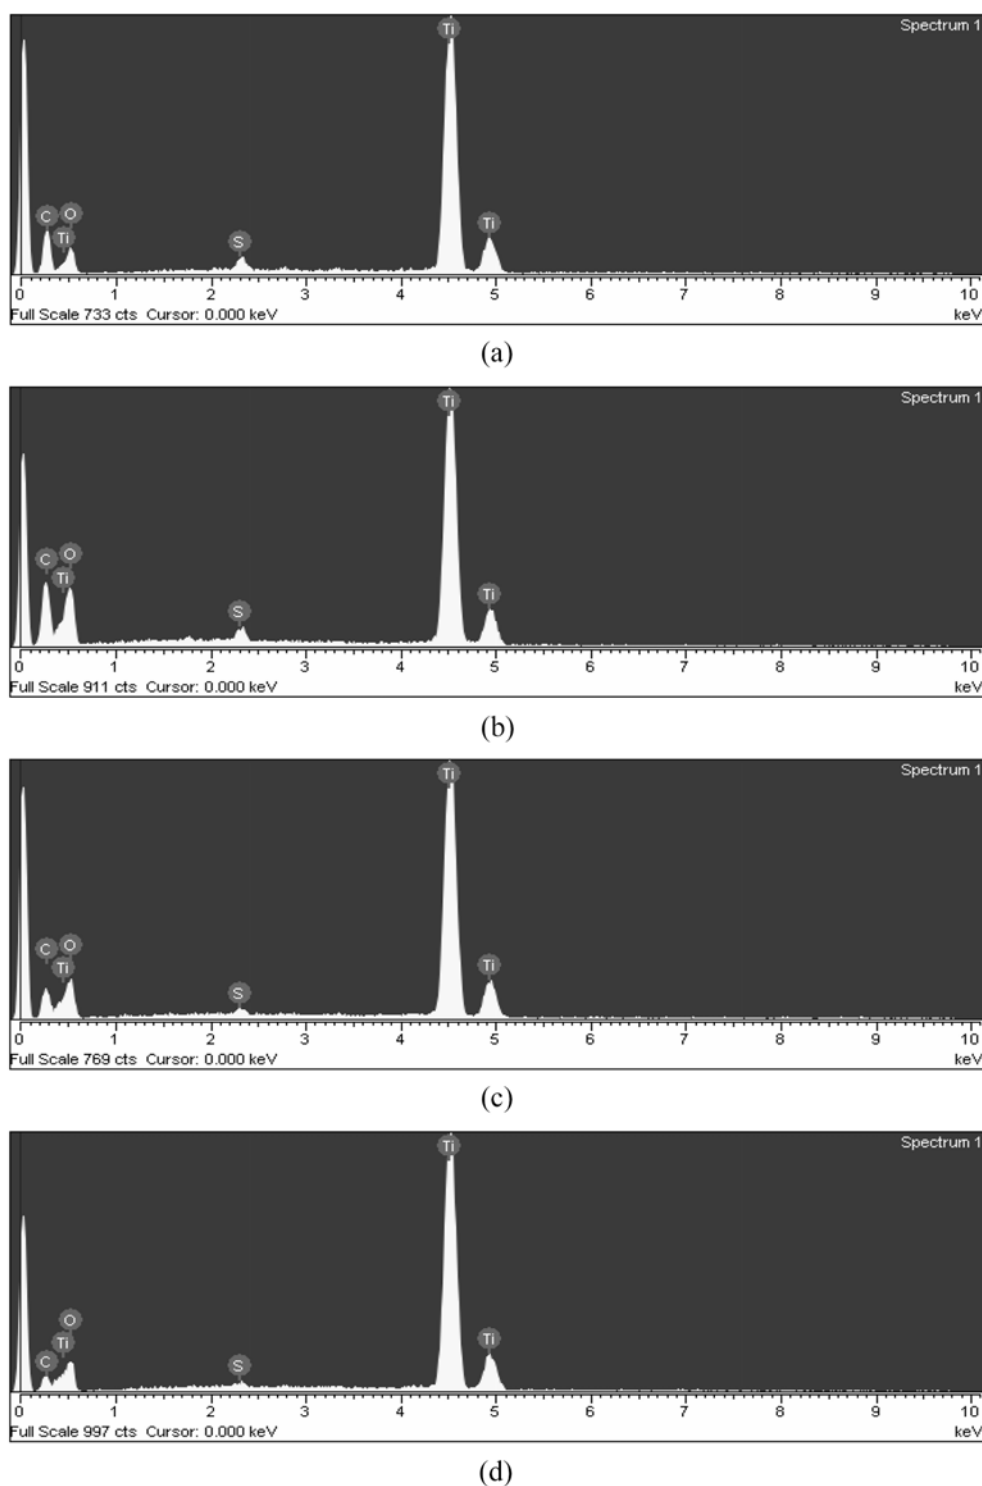 Spectrum 1
Ti
C
O
Ti
S
Ti
0 1 2 3 4 5 6 7 8 9 10
Full Scale 733 cts Cursor: 0.000 keV keV
(a)
Spectrum 1
Ti
C
O
Ti
S
Ti
0 1 2 3 4 5 6 7 8 9 10
Full Scale 911 cts Cursor: 0.000 keV keV
(b)
Spectrum 1
Ti
C
O
Ti
S
Ti
0 1 2 3 4 5 6 7 8 9 10
Full Scale 769 cts Cursor: 0.000 keV keV
(c)
Spectrum 1
Ti
O
Ti
C
S
Ti
0 1 2 3 4 5 6 7 8 9 10
Full Scale 997 cts Cursor: 0.000 keV keV
(d)